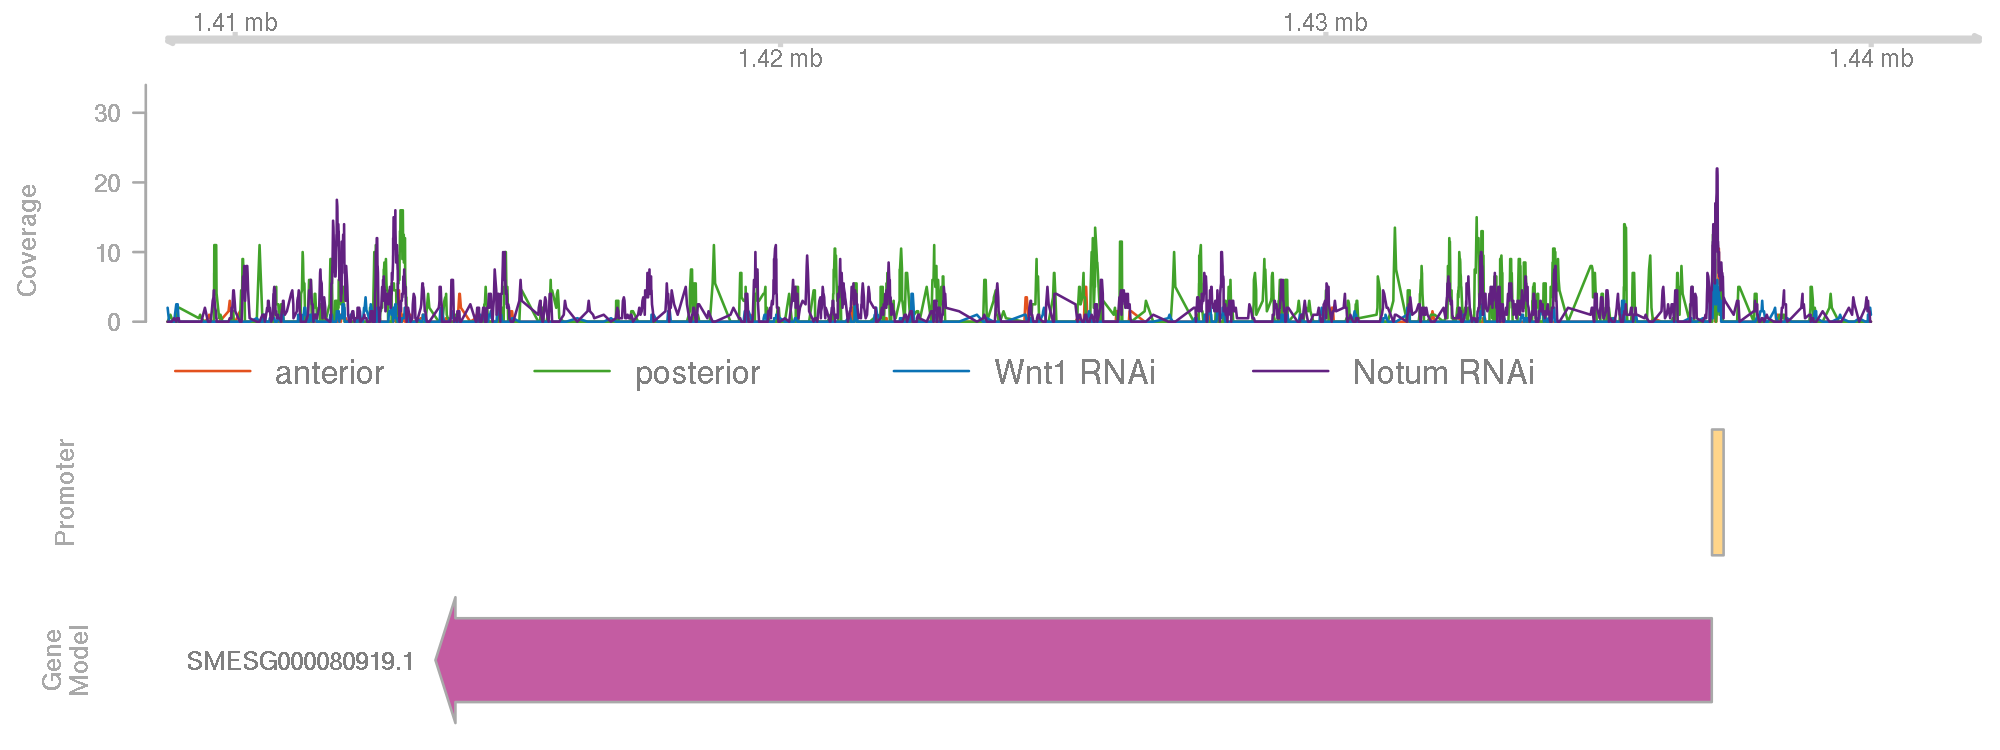 1.41 mb
1.43 mb
1.42 mb
1.44 mb
Coverage
30
20
10
0
anterior
posterior
Wnt1 RNAi
Notum RNAi
Promoter
Gene
Model
SMESG000080919.1